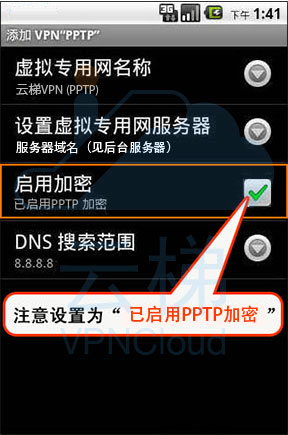 3G
下午 1:41
添加 VPN“PPTP”
虚拟专用网名称
云梯VPN (PPTP)
设置虚拟专用网服务器
服务器域名（见后台服务器）
启用加密
已启用PPTP 加密
DNS 搜索范围
8.8.8.8
注意设置为“ 已启用PPTP加密 ”
云梯
VPNCloud